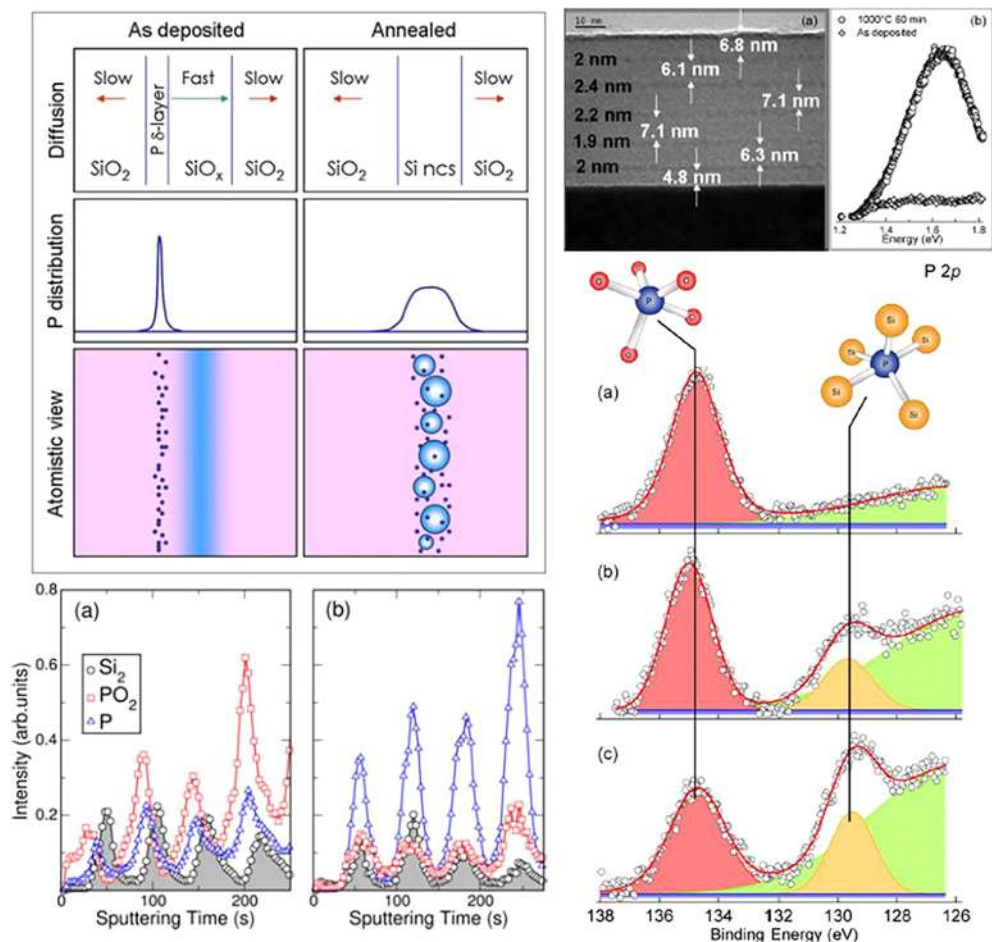 As deposited
Annealed
Diffusion
Slow
P δ-layer
Fast
Slow
SiO2
SiOx
SiO2
Slow
Slow
SiO2
Si ncs
SiO2
P distribution
Atomistic view
10 nm
(a)
6.8 nm
2 nm
6.1 nm
2.4 nm
7.1 nm
2.2 nm
7.1 nm
1.9 nm
6.3 nm
2 nm
4.8 nm
1000°C 60 min
(b)
As deposited
1.2 1.4 1.6 1.8
Energy (eV)
P 2p
P
Si
Si
P
Si
Si
Si
(a)
(b)
(c)
138 136 134 132 130 128 126
Binding Energy (eV)
0.8
0.6
0.4
0.2
Intensity (arb.units)
(a)
Si2
PO2
P
0 100 200
Sputtering Time (s)
(b)
0 100 200
Sputtering Time (s)